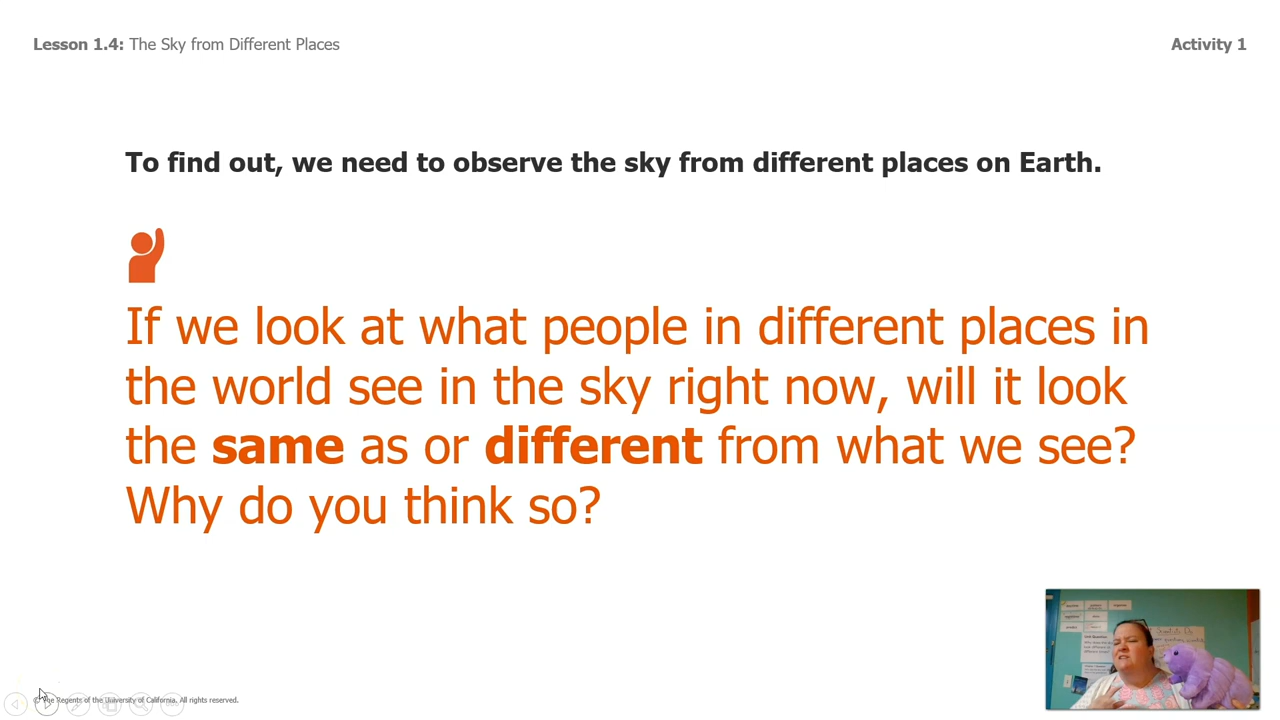 Lesson 1.4: The Sky from Different Places
Activity 1
To find out, we need to observe the sky from different places on Earth.
If we look at what people in different places in
the world see in the sky right now, will it look
the same as or different from what we see?
Why do you think so?
© The Regents of the University of California. All rights reserved.